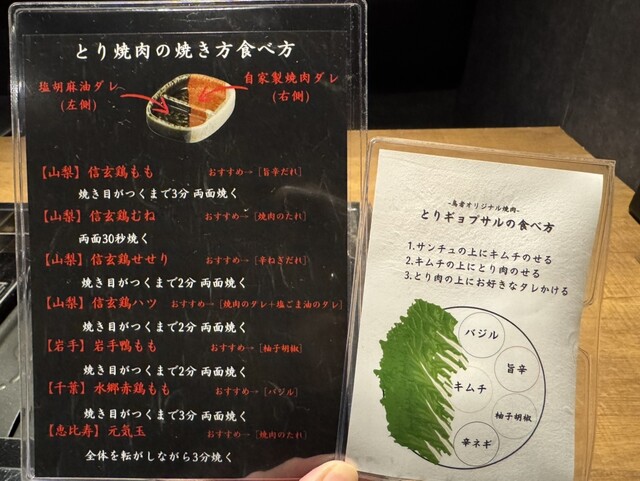 とり焼肉の焼き方食べ方
塩胡麻油ダレ
(左側)
自家製焼肉ダレ
(右側)
【山梨】信玄鶏もも おすすめ→［旨辛だれ］
焼き目がつくまで3分 両面焼く
【山梨】信玄鶏むね おすすめ→［焼肉のたれ］
両面30秒焼く
【山梨】信玄鶏せせり おすすめ→［辛ねぎだれ］
焼き目がつくまで2分 両面焼く
【山梨】信玄鶏ハツ おすすめ→［焼肉のダレ+塩ごま油のダレ］
焼き目がつくまで2分 両面焼く
【岩手】岩手鴨もも おすすめ→［柚子胡椒］
焼き目がつくまで2分 両面焼く
【千葉】水郷赤鶏もも おすすめ→［バジル］
焼き目がつくまで3分 両面焼く
【恵比寿】元気玉 おすすめ→［焼肉のたれ］
全体を転がしながら3分焼く
-鳥者オリジナル焼肉-
とりギョプサルの食べ方
1.サンチュの上にキムチのせる
2.キムチの上にとり肉のせる
3.とり肉の上にお好きなタレかける
バジル
旨辛
キムチ
柚子胡椒
辛ネギ